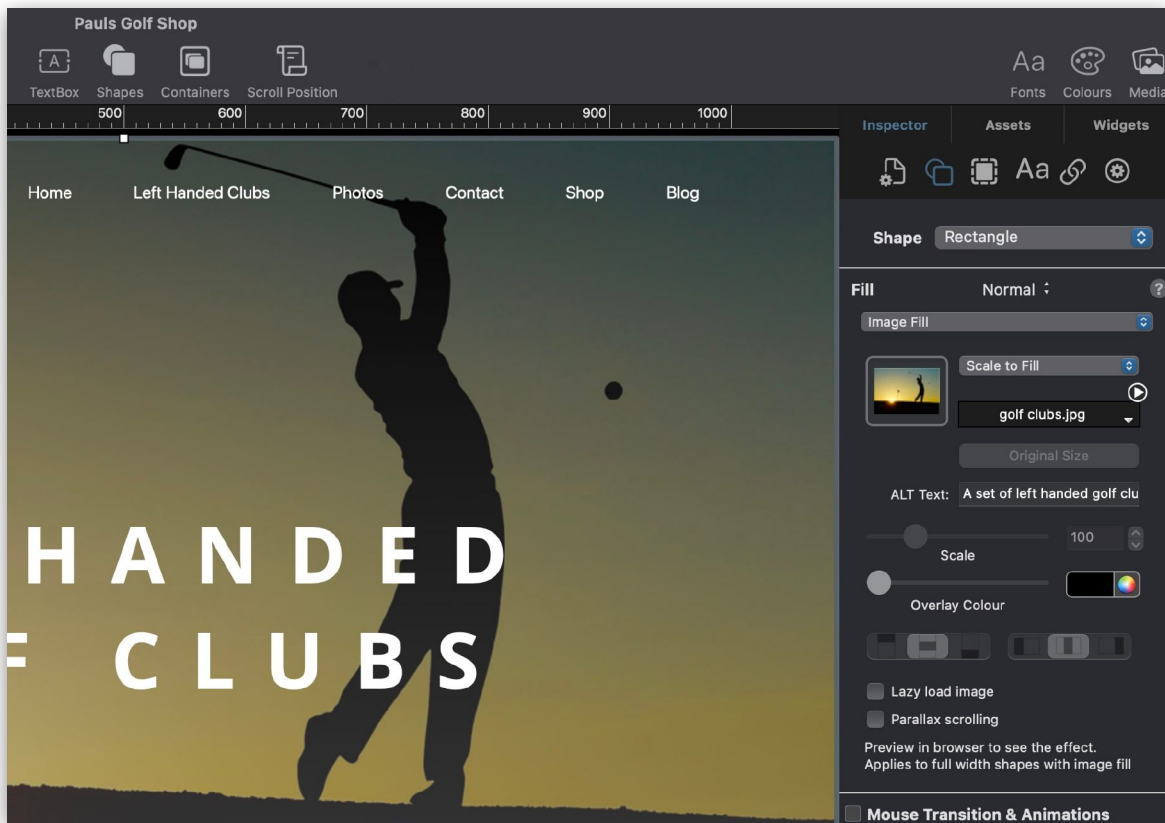 Pauls Golf Shop
TextBox Shapes Containers Scroll Position
Aa
Fonts Colours Media
500 600 700 800 900 1000
Inspector Assets Widgets
Aa
Home Left Handed Clubs Photos Contact Shop Blog
Shape Rectangle
Fill Normal ?
Image Fill
Scale to Fill
golf clubs.jpg
Original Size
ALT Text: A set of left handed golf clu
100
Scale
Overlay Colour
HANDED
F CLUBS
Lazy load image
Parallax scrolling
Preview in browser to see the effect.
Applies to full width shapes with image fill
Mouse Transition & Animations